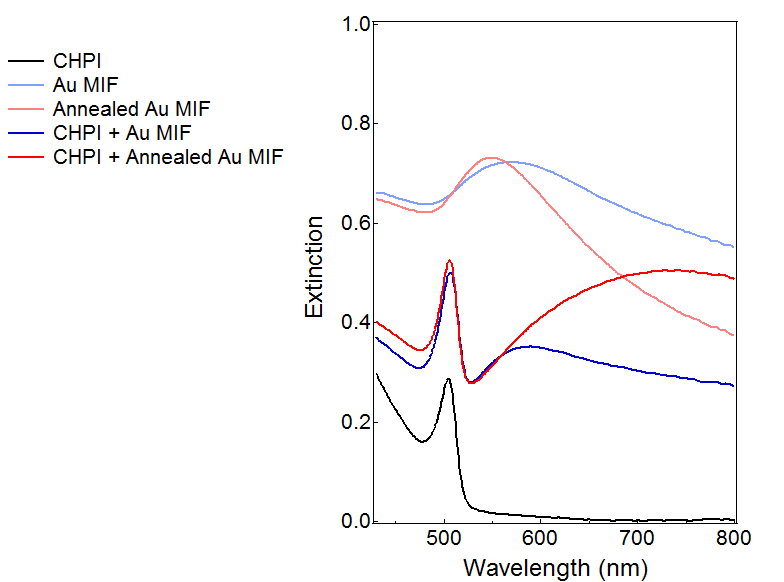 CHPI
Au MIF
Annealed Au MIF
CHPI + Au MIF
CHPI + Annealed Au MIF
1.0
0.8
0.6
0.4
0.2
0.0
Extinction
500
600
700
800
Wavelength (nm)